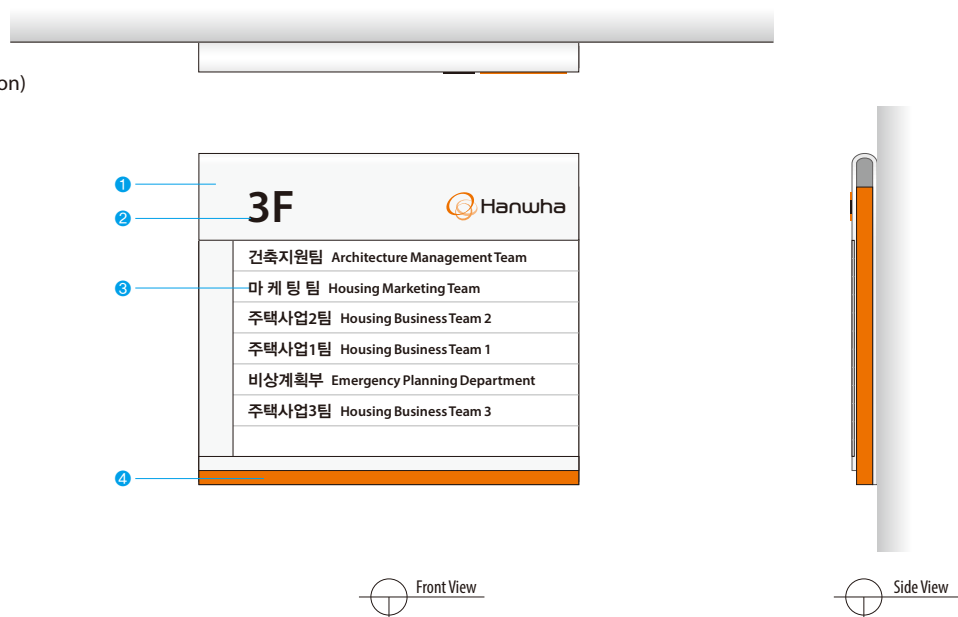 on)
1
3F
Hanwha
2
건축지원팀 Architecture Management Team
3
마 케 팅 팀 Housing Marketing Team
주택사업2팀 Housing Business Team 2
주택사업1팀 Housing Business Team 1
비상계획부 Emergency Planning Department
주택사업3팀 Housing Business Team 3
4
Front View
Side View